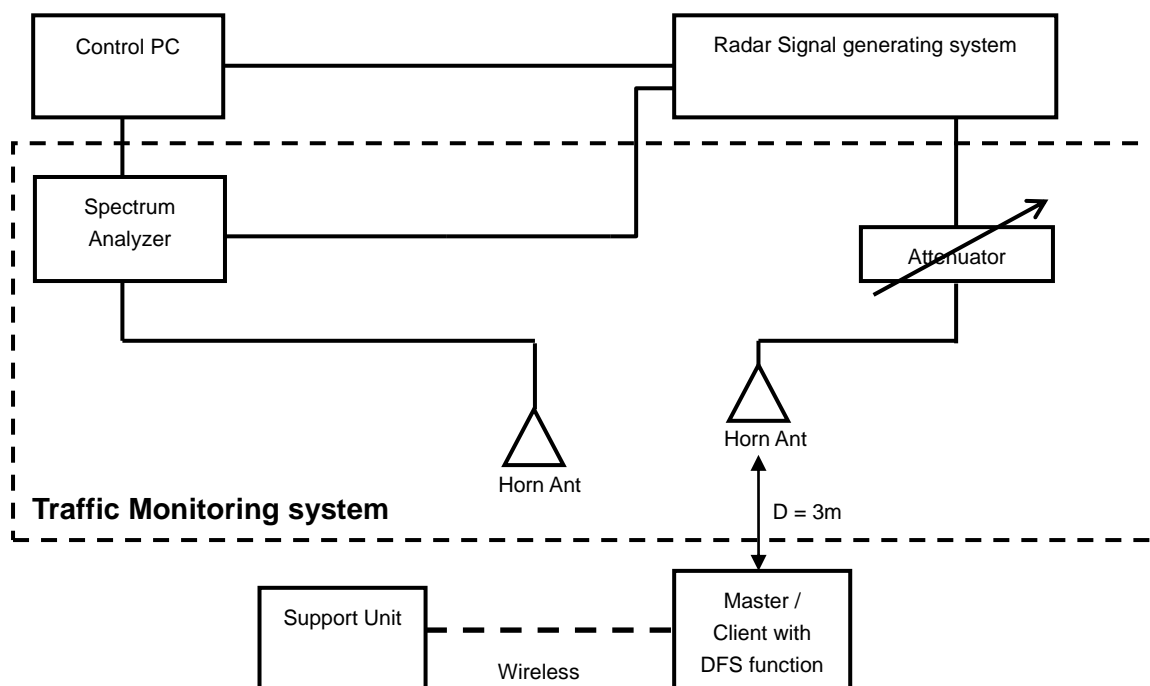 Control PC
Radar Signal generating system
Spectrum
Analyzer
Attenuator
Horn Ant
Horn Ant
Traffic Monitoring system
D = 3m
Support Unit
Wireless
Master /
Client with
DFS function